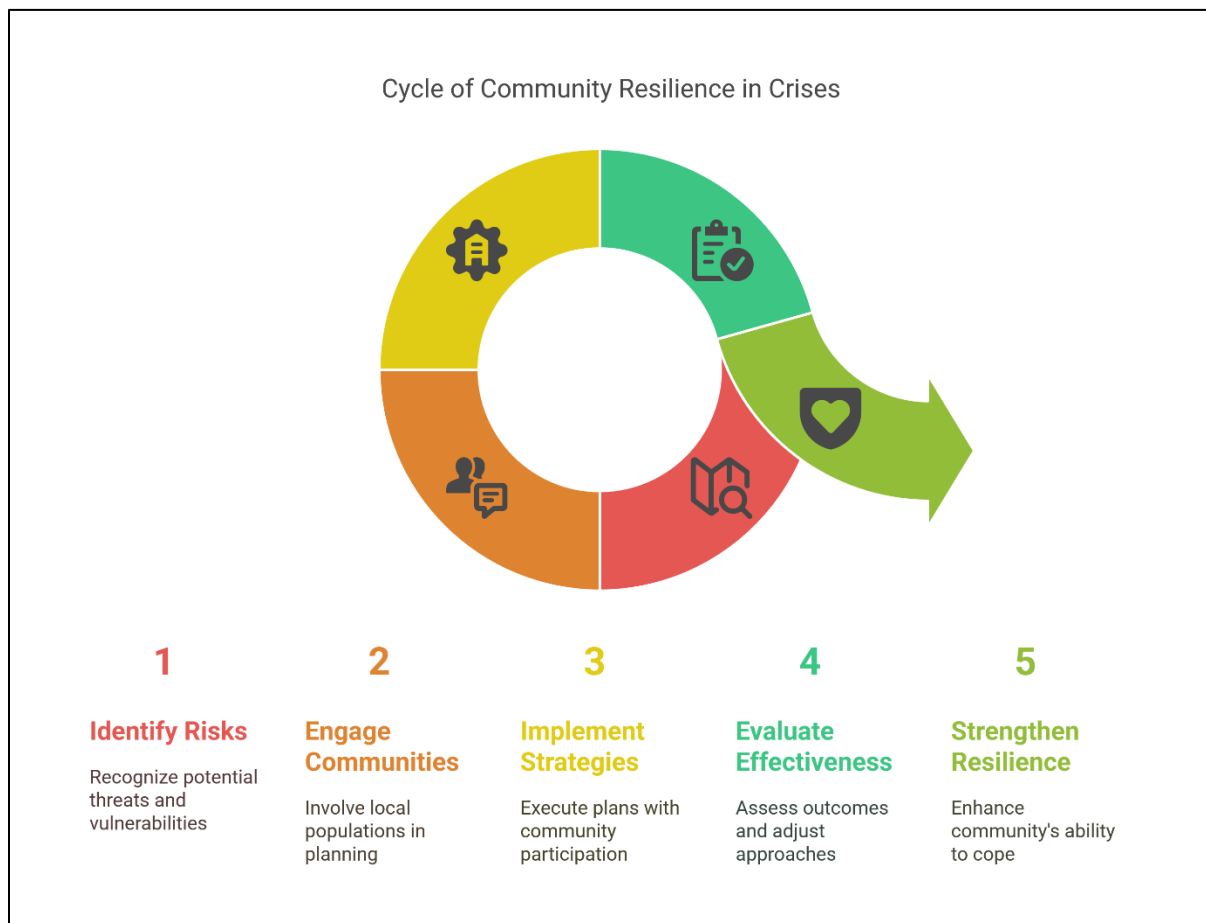 Cycle of Community Resilience in Crises
1
Identify Risks
Recognize potential
threats and
vulnerabilities
2
Engage
Communities
Involve local
populations in
planning
3
Implement
Strategies
Execute plans with
community
participation
4
Evaluate
Effectiveness
Assess outcomes
and adjust
approaches
5
Strengthen
Resilience
Enhance
community's ability
to cope